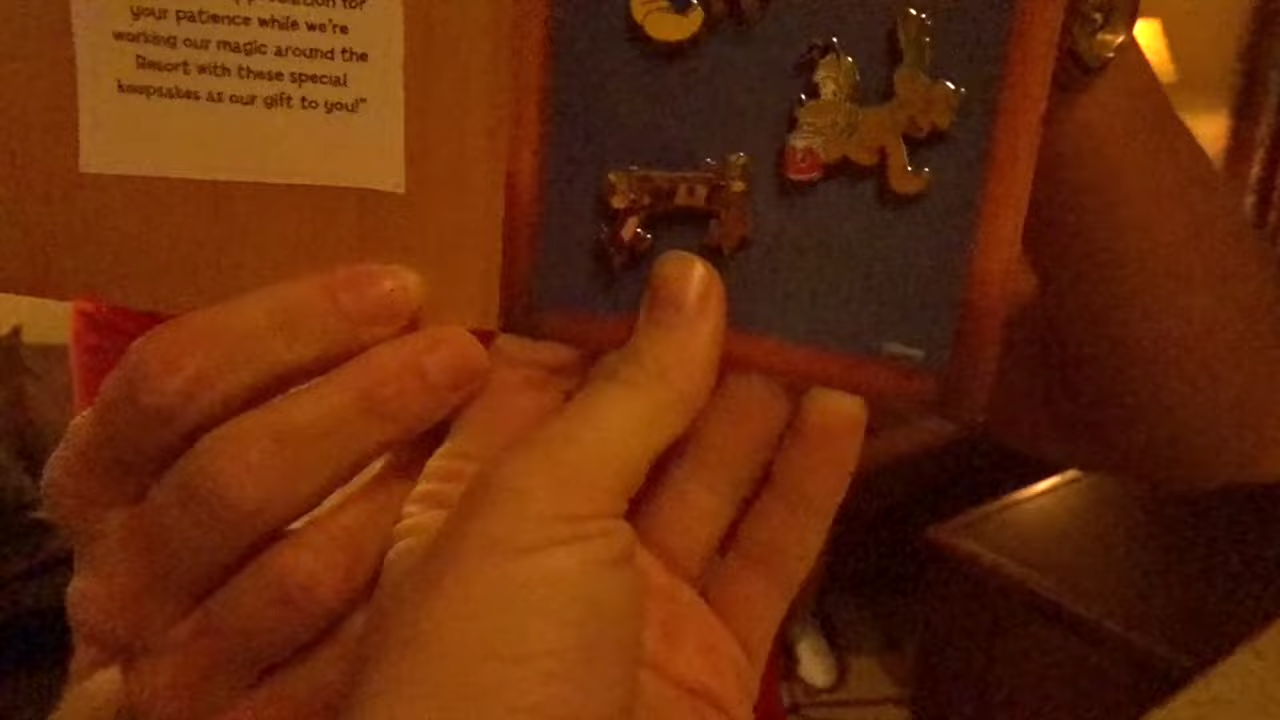 for
your patience while we're
working our magic around the
Resort with these special
keepsakes as our gift to you!"